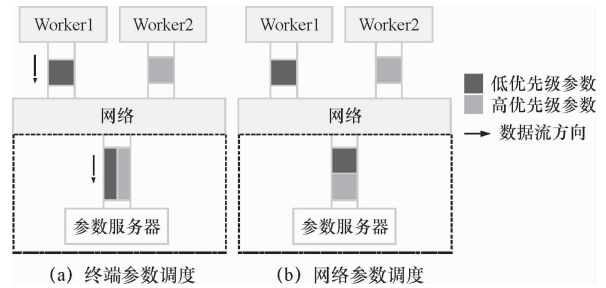 Worker1 Worker2 Worker1 Worker2
低优先级参数
高优先级参数
数据流方向
网络 网络
参数服务器 参数服务器
(a) 终端参数调度 (b) 网络参数调度